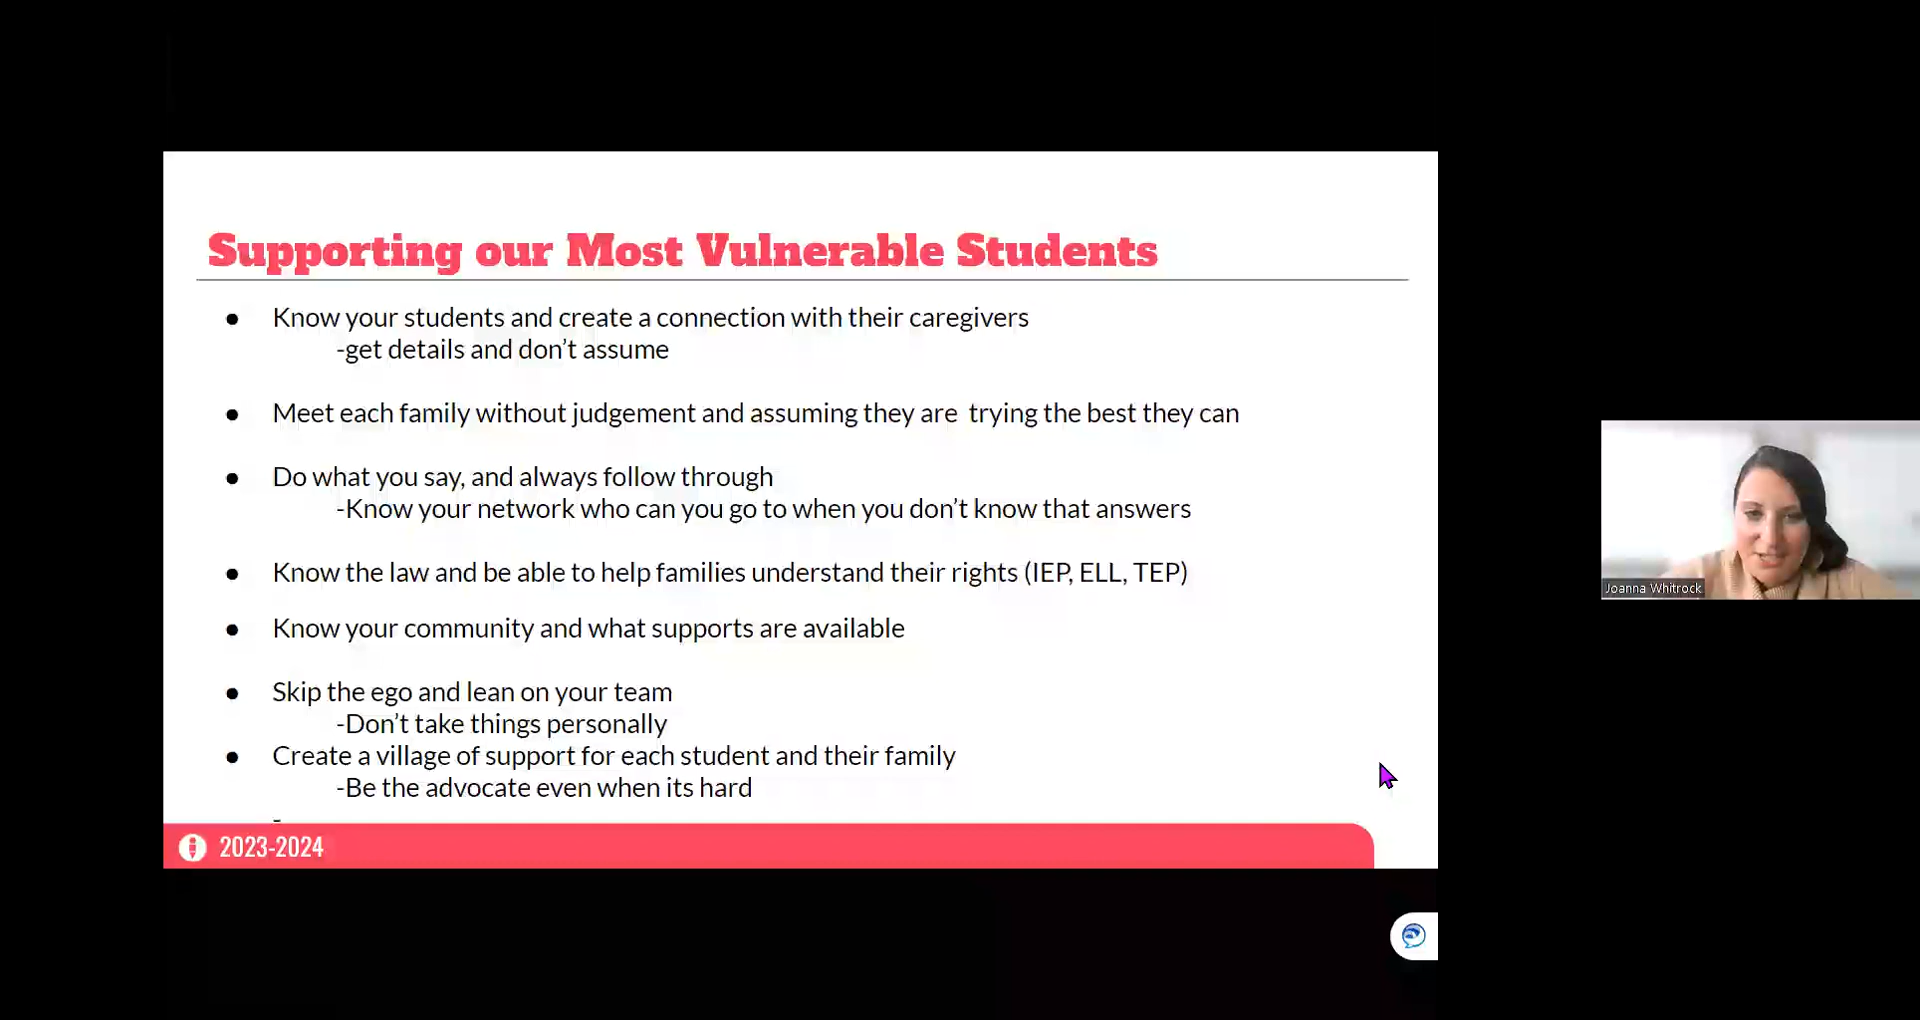 Supporting our Most Vulnerable Students
● Know your students and create a connection with their caregivers
-get details and don't assume
● Meet each family without judgement and assuming they are  trying the best they can
● Do what you say, and always follow through
-Know your network who can you go to when you don't know that answers
● Know the law and be able to help families understand their rights (IEP, ELL, TEP)
● Know your community and what supports are available
● Skip the ego and lean on your team
-Don't take things personally
● Create a village of support for each student and their family
-Be the advocate even when its hard
-
2023-2024
Joanna Whitrock